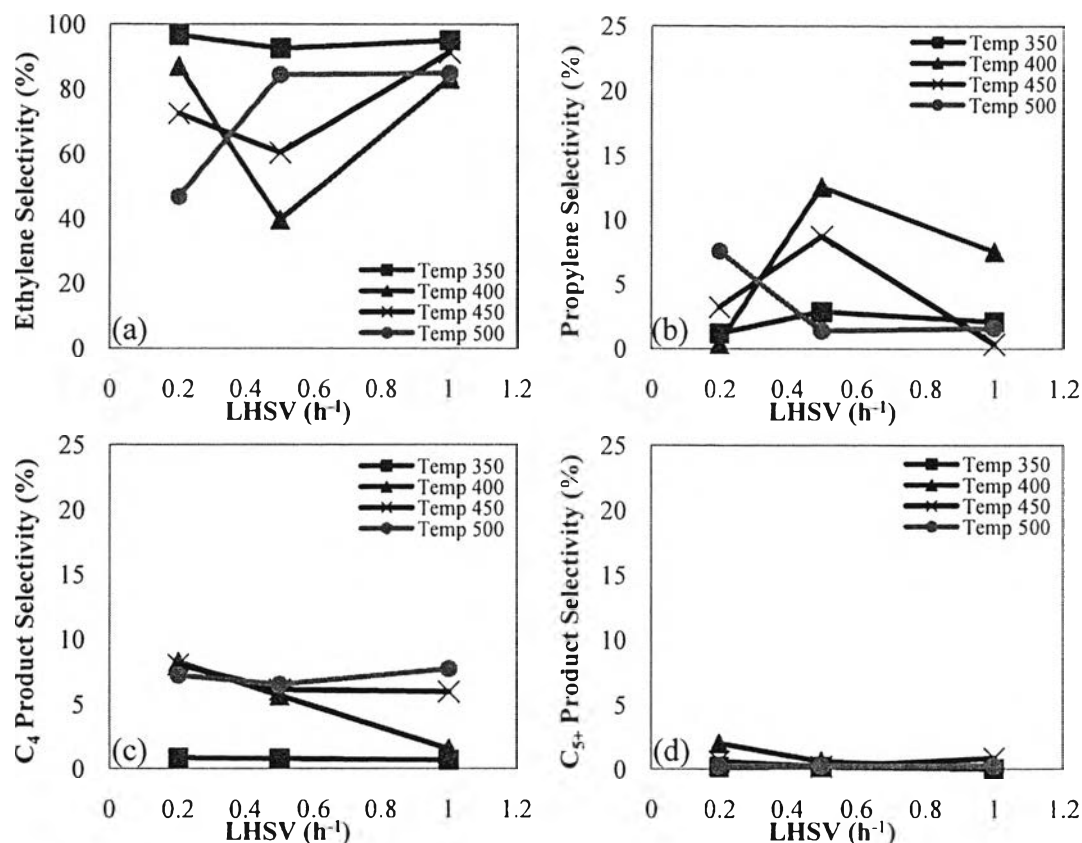 Ethylene Selectivity (%)
100
80
60
40
20
0
(a)
Temp 350
Temp 400
Temp 450
Temp 500
0 0.2 0.4 0.6 0.8 1 1.2
LHSV (h⁻¹)
Propylene Selectivity (%)
25
20
15
10
5
0
(b)
Temp 350
Temp 400
Temp 450
Temp 500
0 0.2 0.4 0.6 0.8 1 1.2
LHSV (h⁻¹)
C₄ Product Selectivity (%)
25
20
15
10
5
0
(c)
Temp 350
Temp 400
Temp 450
Temp 500
0 0.2 0.4 0.6 0.8 1 1.2
LHSV (h⁻¹)
C₅₊ Product Selectivity (%)
25
20
15
10
5
0
(d)
Temp 350
Temp 400
Temp 450
Temp 500
0 0.2 0.4 0.6 0.8 1 1.2
LHSV (h⁻¹)